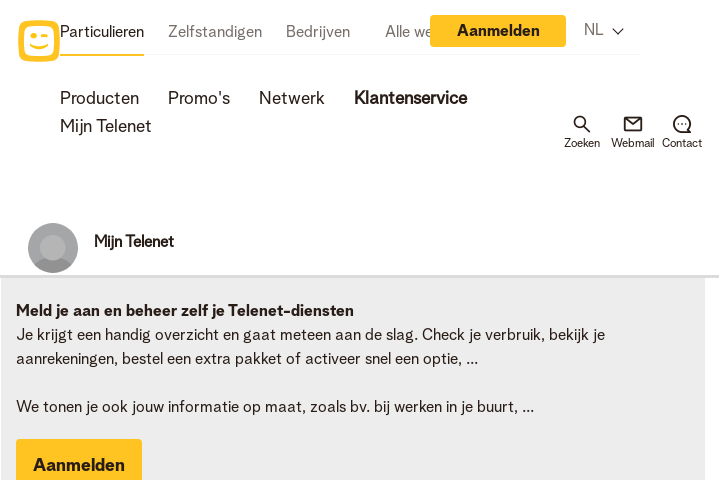 Particulieren Zelfstandigen Bedrijven Alle we Aanmelden NL
Producten Promo's Netwerk Klantenservice
Mijn Telenet
Zoeken Webmail Contact
Mijn Telenet
Meld je aan en beheer zelf je Telenet-diensten
Je krijgt een handig overzicht en gaat meteen aan de slag. Check je verbruik, bekijk je
aanrekeningen, bestel een extra pakket of activeer snel een optie, ...
We tonen je ook jouw informatie op maat, zoals bv. bij werken in je buurt, ...
Aanmelden